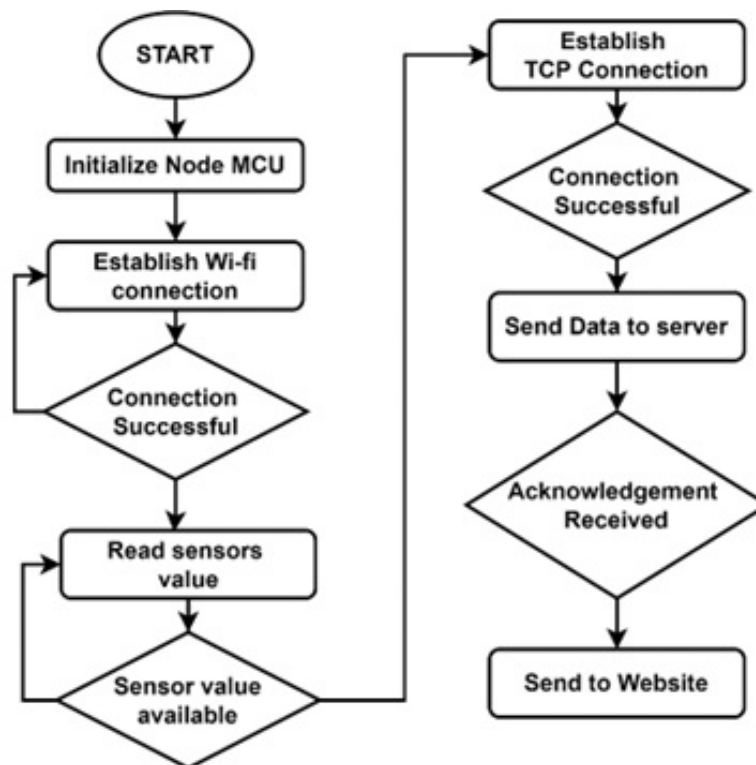 START
Initialize Node MCU
Establish Wi-fi
connection
Connection
Successful
Read sensors
value
Sensor value
available
Establish
TCP Connection
Connection
Successful
Send Data to server
Acknowledgement
Received
Send to Website